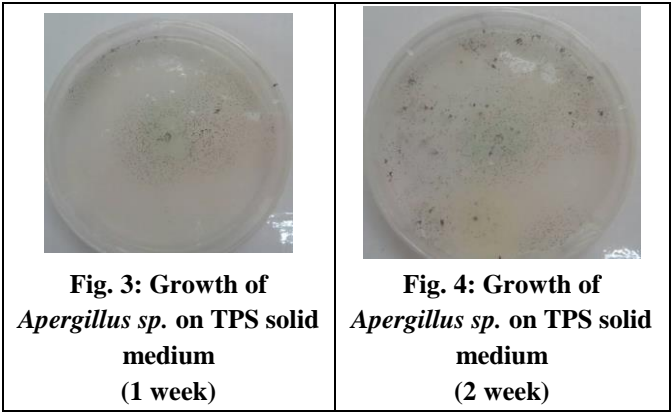 Fig. 3: Growth of
Apergillus sp. on TPS solid
medium
(1 week)
Fig. 4: Growth of
Apergillus sp. on TPS solid
medium
(2 week)